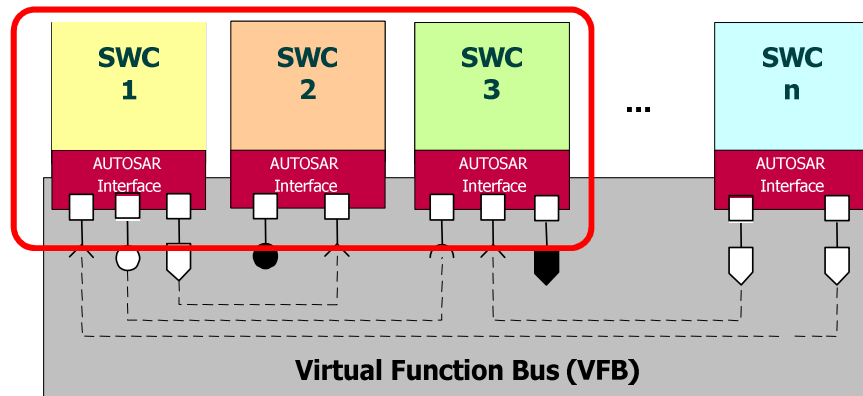 SWC
1
SWC
2
SWC
3
...
SWC
n
AUTOSAR
Interface
AUTOSAR
Interface
AUTOSAR
Interface
AUTOSAR
Interface
Virtual Function Bus (VFB)